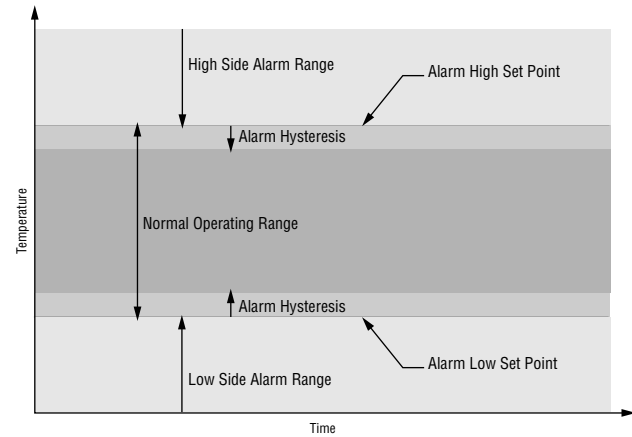 High Side Alarm Range
Alarm High Set Point
Alarm Hysteresis
Temperature
Normal Operating Range
Alarm Hysteresis
Alarm Low Set Point
Low Side Alarm Range
Time